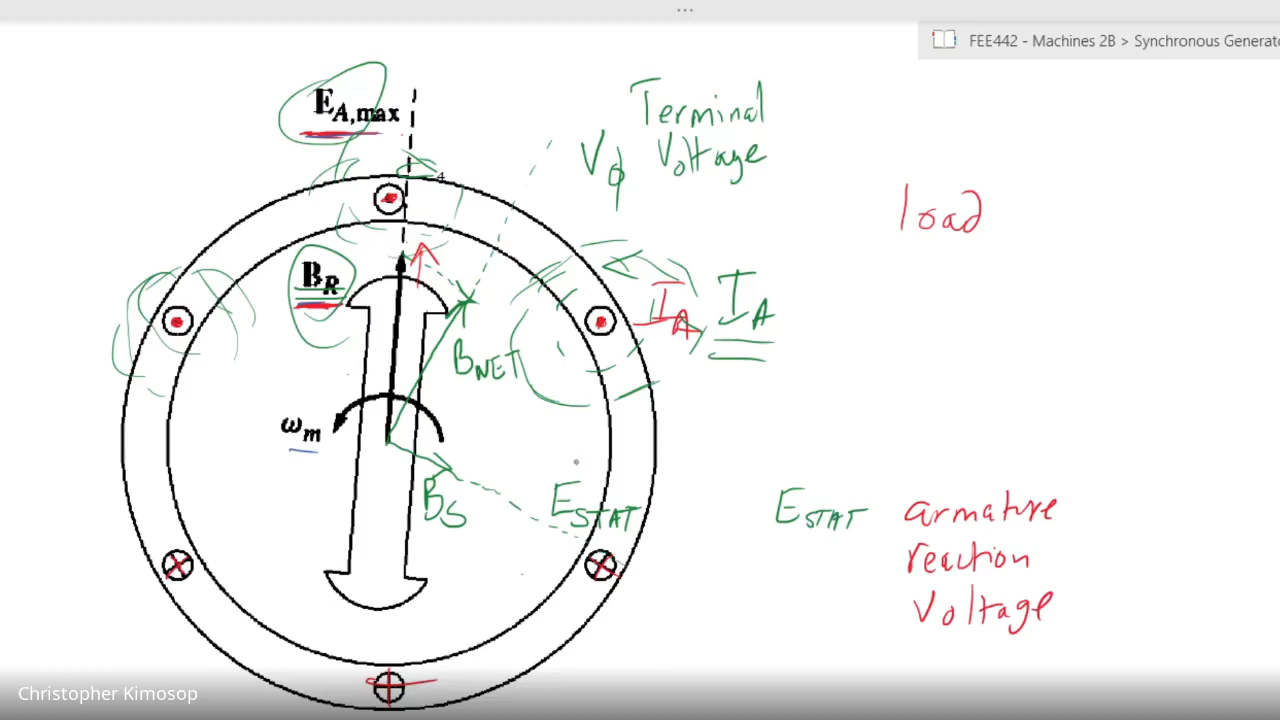 FEE442 - Machines 2B > Synchronous Generato
E_A,max
Terminal
V_ϕ Voltage
load
B_R
I_A I_A
B_NET
ω_m
B_S
E_STAT
E_STAT armature
reaction
Voltage
Christopher Kimosop